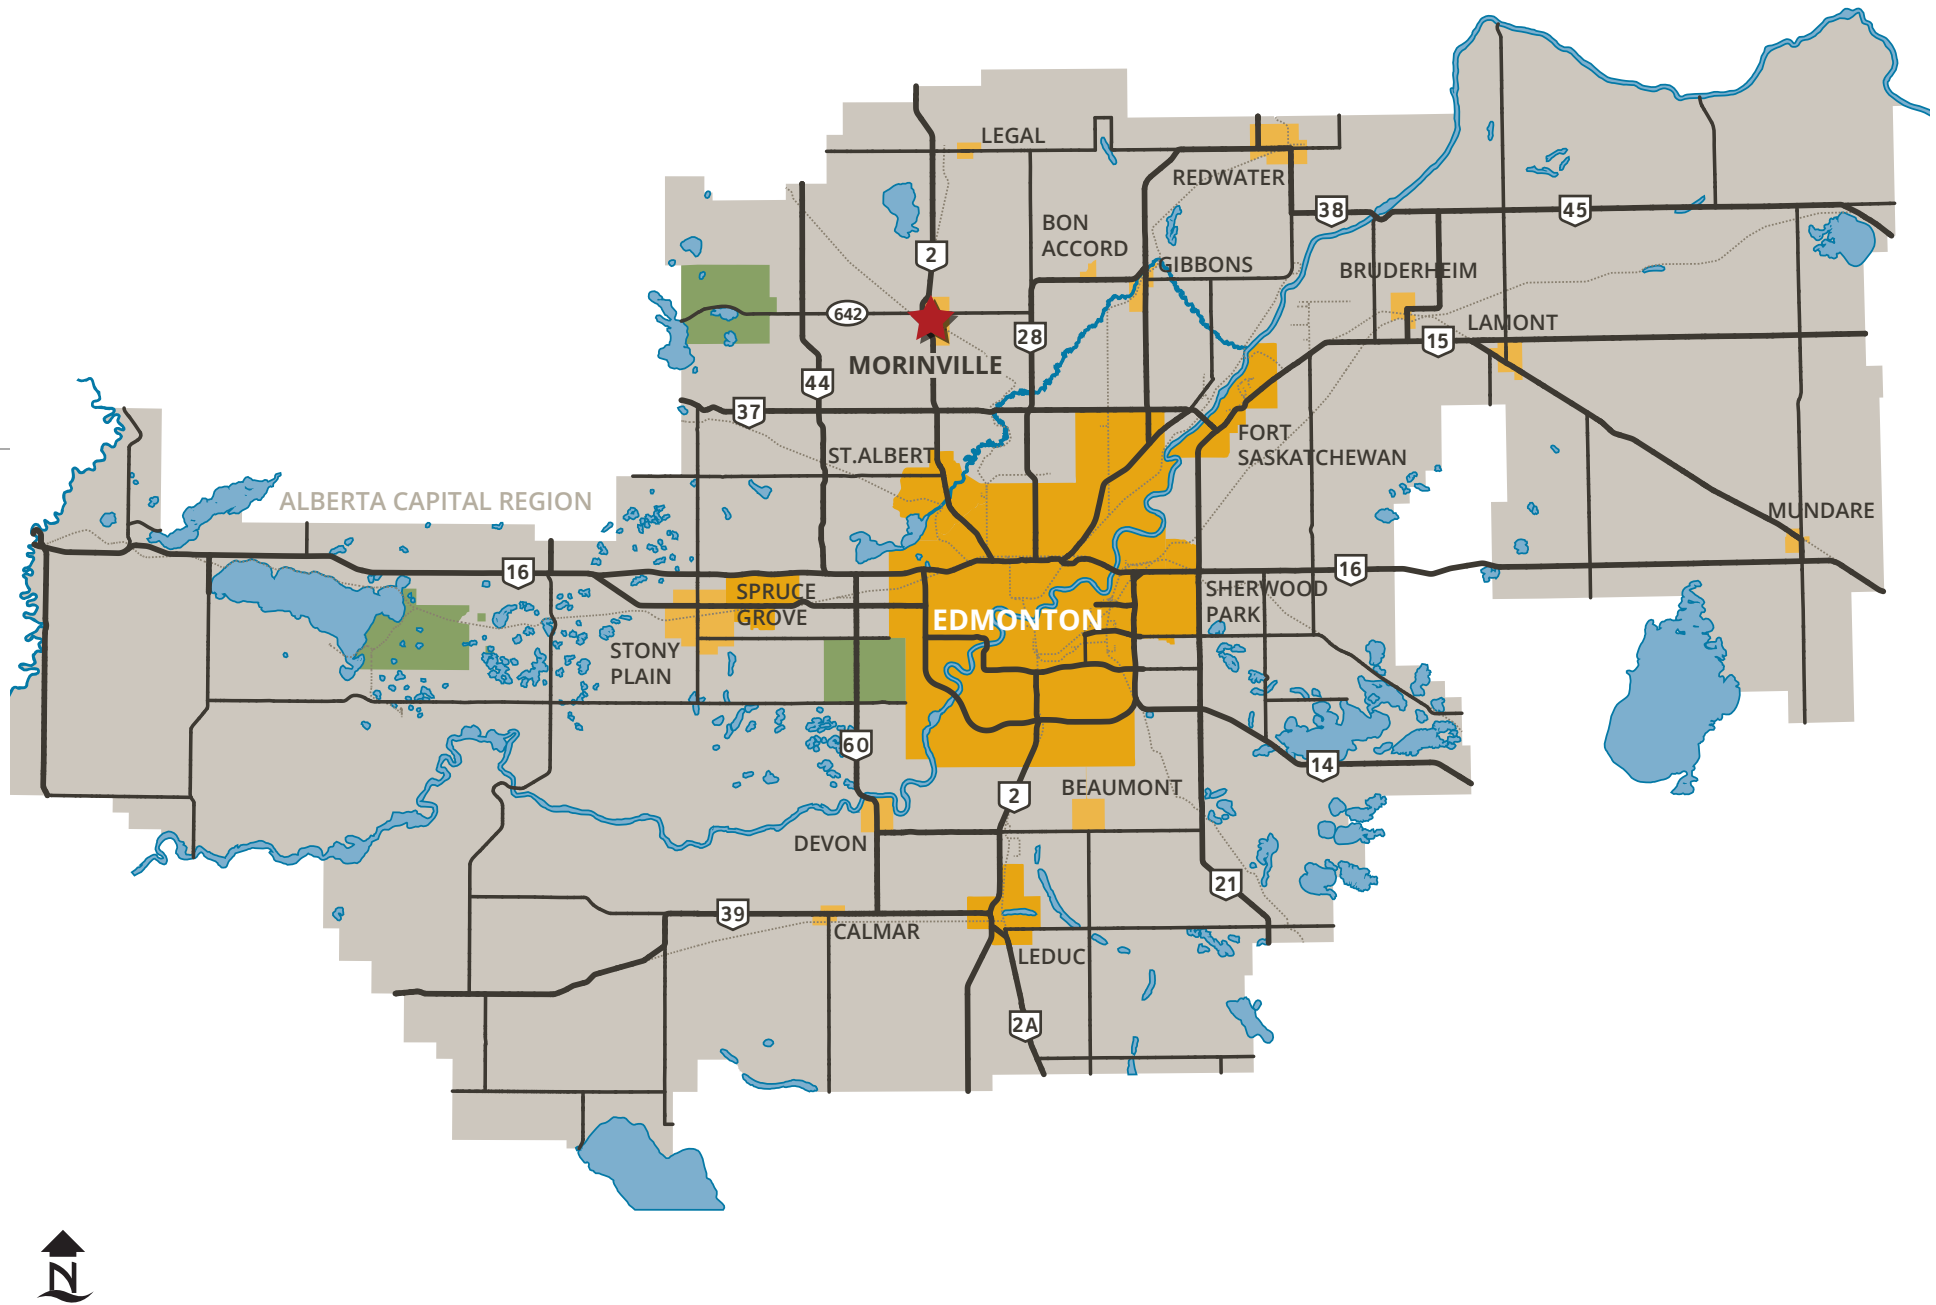 LEGAL
REDWATER
38
45
BON
ACCORD
2
GIBBONS
BRUDERHEIM
642
28
LAMONT
15
MORINVILLE
44
37
FORT
SASKATCHEWAN
ST.ALBERT
ALBERTA CAPITAL REGION
MUNDARE
16
16
SPRUCE
GROVE
SHERWOOD
PARK
EDMONTON
STONY
PLAIN
60
14
2
BEAUMONT
DEVON
21
39
CALMAR
LEDUC
2A
N